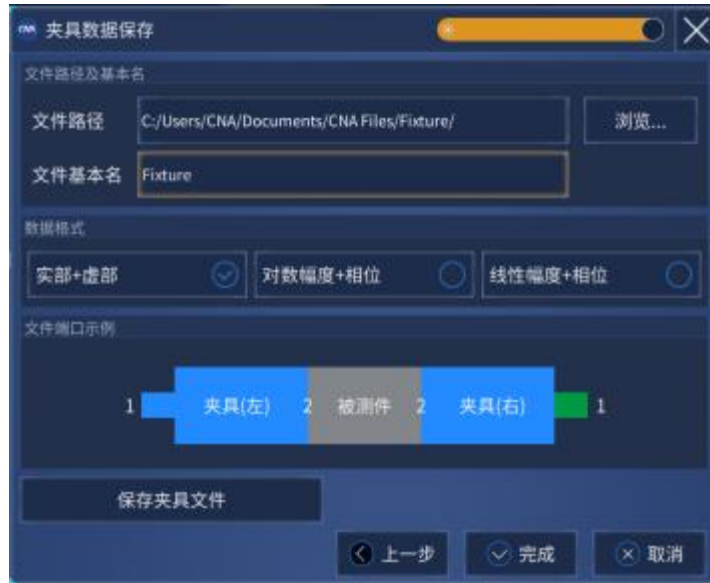 CNA 夹具数据保存
文件路径及基本名
文件路径 C:/Users/CNA/Documents/CNA Files/Fixture/ 浏览...
文件基本名 Fixture
数据格式
实部+虚部 对数幅度+相位 线性幅度+相位
文件端口示例
1 夹具(左) 2 被测件 2 夹具(右) 1
保存夹具文件
上一步 完成 取消